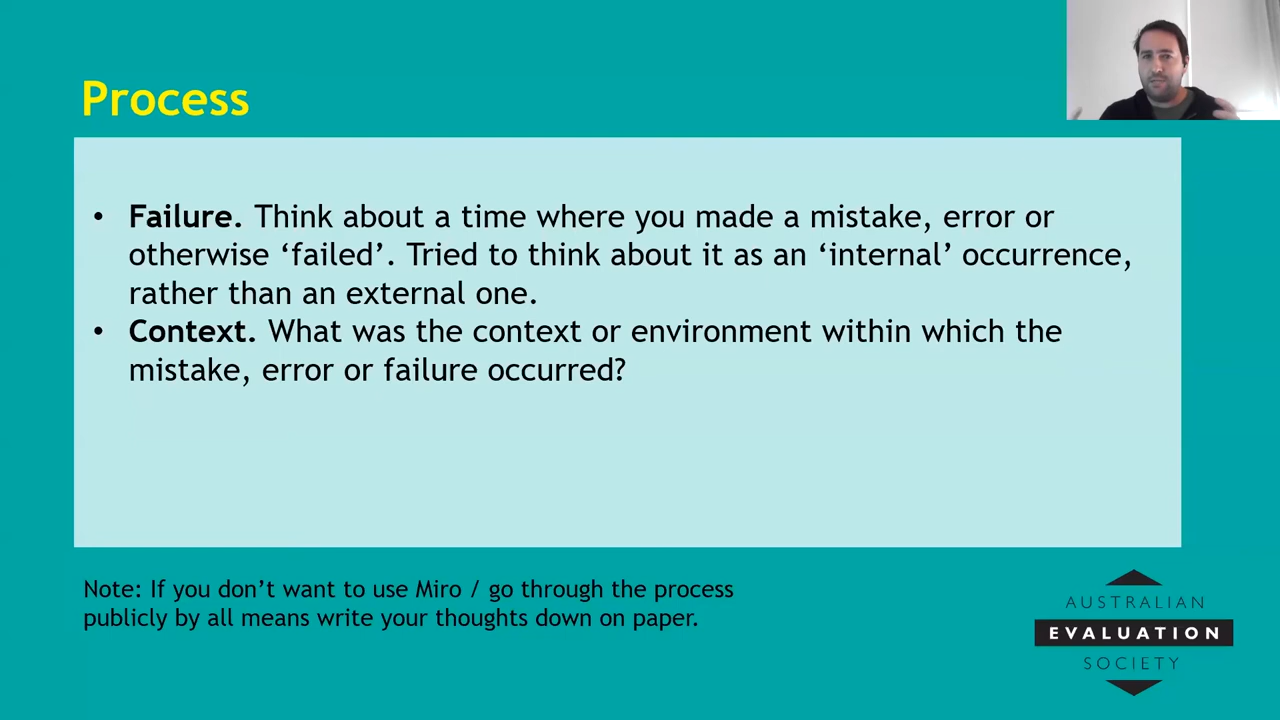 Process
• Failure. Think about a time where you made a mistake, error or
otherwise ‘failed’. Tried to think about it as an ‘internal’ occurrence,
rather than an external one.
• Context. What was the context or environment within which the
mistake, error or failure occurred?
Note: If you don’t want to use Miro / go through the process
publicly by all means write your thoughts down on paper.
AUSTRALIAN
EVALUATION
SOCIETY